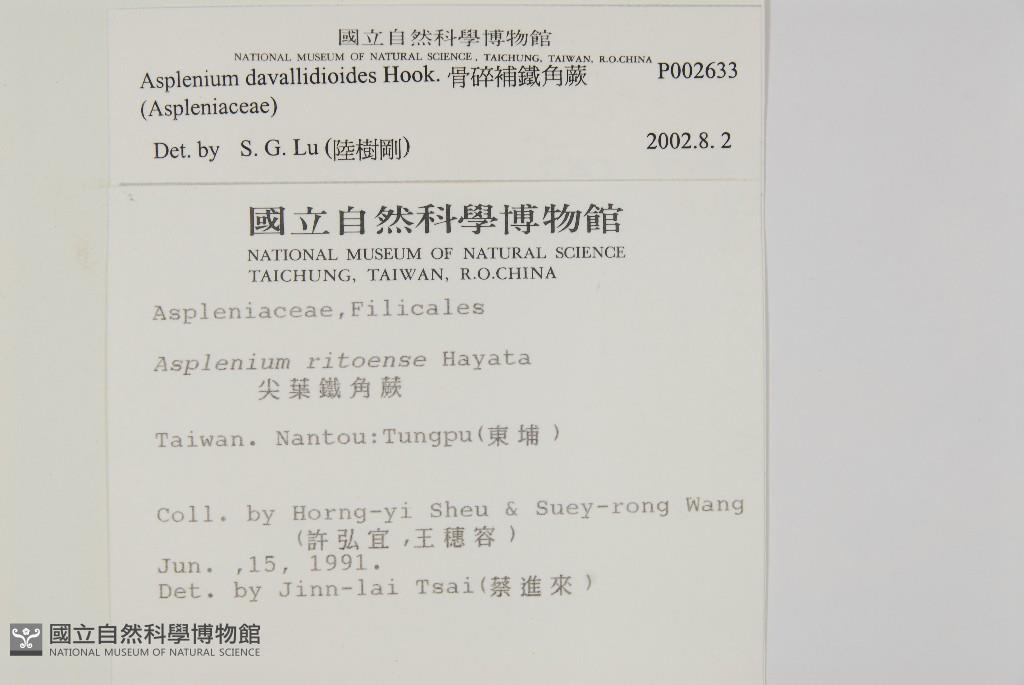 國立自然科學博物館
NATIONAL MUSEUM OF NATURAL SCIENCE, TAICHUNG, TAIWAN, R.O.CHINA
Asplenium davallidioides Hook. 骨碎補鐵角蕨 P002633
(Aspleniaceae)
Det. by S. G. Lu (陸樹剛) 2002.8. 2
國立自然科學博物館
NATIONAL MUSEUM OF NATURAL SCIENCE
TAICHUNG, TAIWAN, R.O.CHINA
Aspleniaceae,Filicales
Asplenium ritoense Hayata
尖葉鐵角蕨
Taiwan. Nantou:Tungpu(東埔)
Coll. by Horng-yi Sheu & Suey-rong Wang
(許弘宜,王穗容)
Jun. ,15, 1991.
Det. by Jinn-lai Tsai(蔡進來)
國立自然科學博物館
NATIONAL MUSEUM OF NATURAL SCIENCE